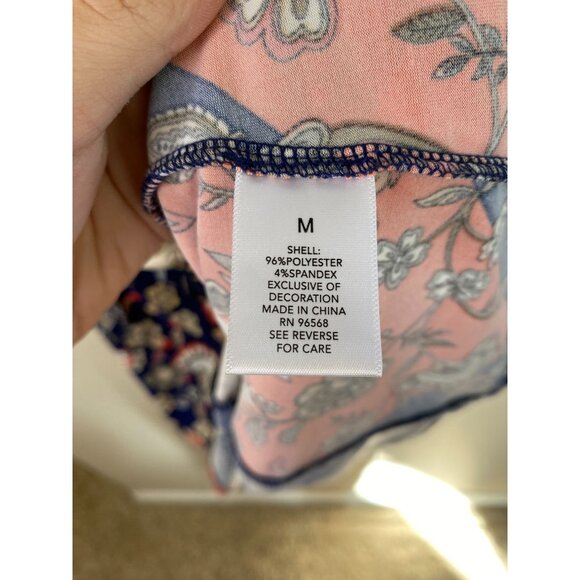 M
SHELL:
96%POLYESTER
4%SPANDEX
EXCLUSIVE OF
DECORATION
MADE IN CHINA
RN 96568
SEE REVERSE
FOR CARE